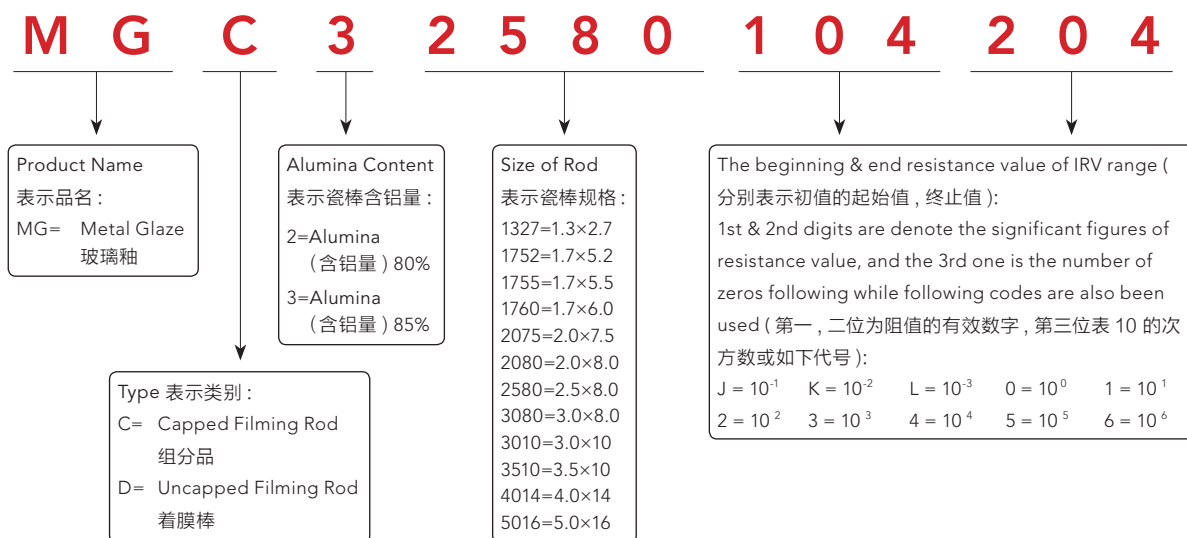 M G C 3 2 5 8 0 1 0 4 2 0 4
Product Name
表示品名 :
MG= Metal Glaze
玻璃釉
Type 表示类别 :
C= Capped Filming Rod
组分品
D= Uncapped Filming Rod
着膜棒
Alumina Content
表示瓷棒含铝量 :
2=Alumina
(含铝量 ) 80%
3=Alumina
(含铝量 ) 85%
Size of Rod
表示瓷棒规格 :
1327=1.3×2.7
1752=1.7×5.2
1755=1.7×5.5
1760=1.7×6.0
2075=2.0×7.5
2080=2.0×8.0
2580=2.5×8.0
3080=3.0×8.0
3010=3.0×10
3510=3.5×10
4014=4.0×14
5016=5.0×16
The beginning & end resistance value of IRV range (
分别表示初值的起始值 , 终止值 ):
1st & 2nd digits are denote the significant figures of
resistance value, and the 3rd one is the number of
zeros following while following codes are also been
used ( 第一 , 二位为阻值的有效数字 , 第三位表 10 的次
方数或如下代号 ):
J = 10⁻¹ K = 10⁻² L = 10⁻³ 0 = 10⁰ 1 = 10¹
2 = 10² 3 = 10³ 4 = 10⁴ 5 = 10⁵ 6 = 10⁶